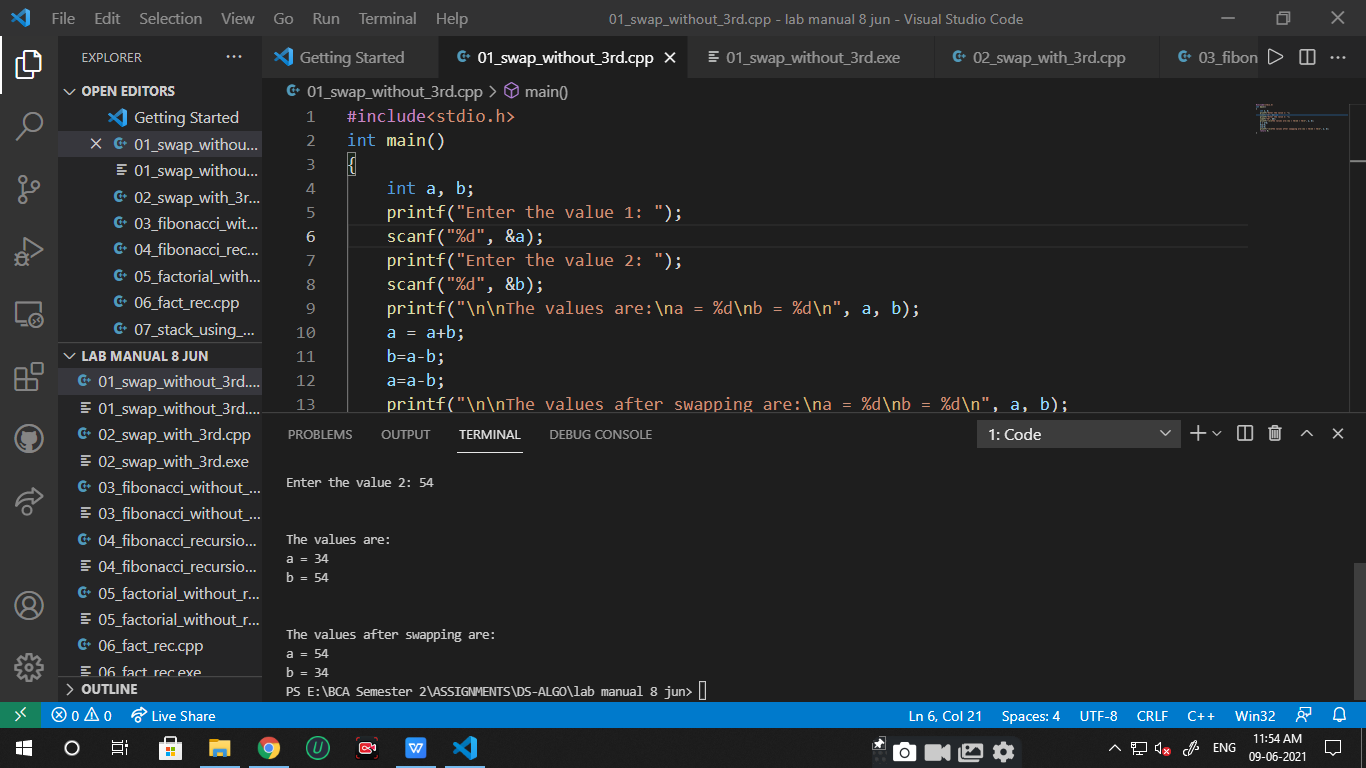 File Edit Selection View Go Run Terminal Help 01_swap_without_3rd.cpp - lab manual 8 jun - Visual Studio Code
EXPLORER
OPEN EDITORS
Getting Started
01_swap_withou...
01_swap_withou...
02_swap_with_3r...
03_fibonacci_wit...
04_fibonacci_rec...
05_factorial_with...
06_fact_rec.cpp
07_stack_using_...
LAB MANUAL 8 JUN
01_swap_without_3rd....
01_swap_without_3rd....
02_swap_with_3rd.cpp
02_swap_with_3rd.exe
03_fibonacci_without_...
03_fibonacci_without_...
04_fibonacci_recursio...
04_fibonacci_recursio...
05_factorial_without_r...
05_factorial_without_r...
06_fact_rec.cpp
06_fact_rec.exe
OUTLINE
Getting Started 01_swap_without_3rd.cpp 01_swap_without_3rd.exe 02_swap_with_3rd.cpp 03_fibon
01_swap_without_3rd.cpp > main()
1 #include<stdio.h>
2 int main()
3 {
4 int a, b;
5 printf("Enter the value 1: ");
6 scanf("%d", &a);
7 printf("Enter the value 2: ");
8 scanf("%d", &b);
9 printf("\n\nThe values are:\na = %d\nb = %d\n", a, b);
10 a = a+b;
11 b=a-b;
12 a=a-b;
13 printf("\n\nThe values after swapping are:\na = %d\nb = %d\n", a, b);
PROBLEMS OUTPUT TERMINAL DEBUG CONSOLE 1: Code
Enter the value 2: 54
The values are:
a = 34
b = 54
The values after swapping are:
a = 54
b = 34
PS E:\BCA Semester 2\ASSIGNMENTS\DS-ALGO\lab manual 8 jun>
0 0 Live Share Ln 6, Col 21 Spaces: 4 UTF-8 CRLF C++ Win32
ENG 11:54 AM
09-06-2021